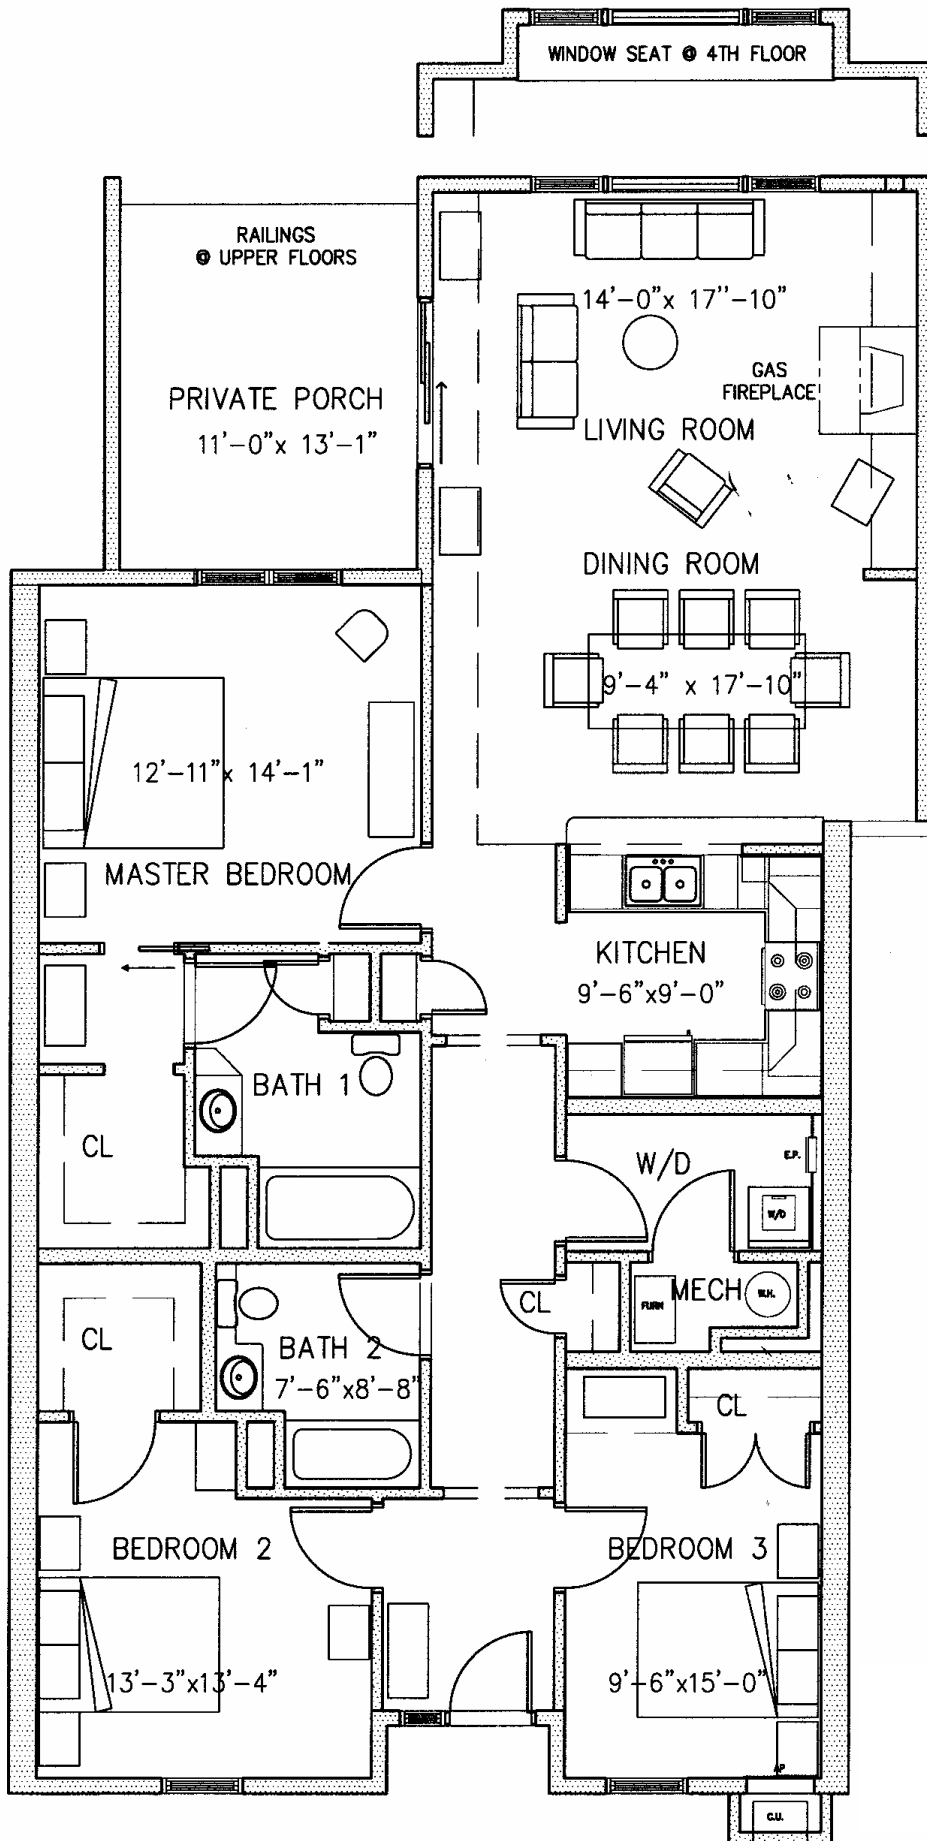 WINDOW SEAT @ 4TH FLOOR
RAILINGS
@ UPPER FLOORS
14'-0"x 17''-10"
GAS
FIREPLACE
PRIVATE PORCH
11'-0"x 13'-1"
LIVING ROOM
DINING ROOM
9'-4" x 17'-10"
12'-11"x 14'-1"
MASTER BEDROOM
KITCHEN
9'-6"x9'-0"
BATH 1
CL
W/D
E.P.
W/D
MECH
FURN
W.H.
CL
CL
BATH 2
7'-6"x8'-8"
CL
BEDROOM 2
BEDROOM 3
13'-3"x13'-4"
9'-6"x15'-0"
AP
C.U.